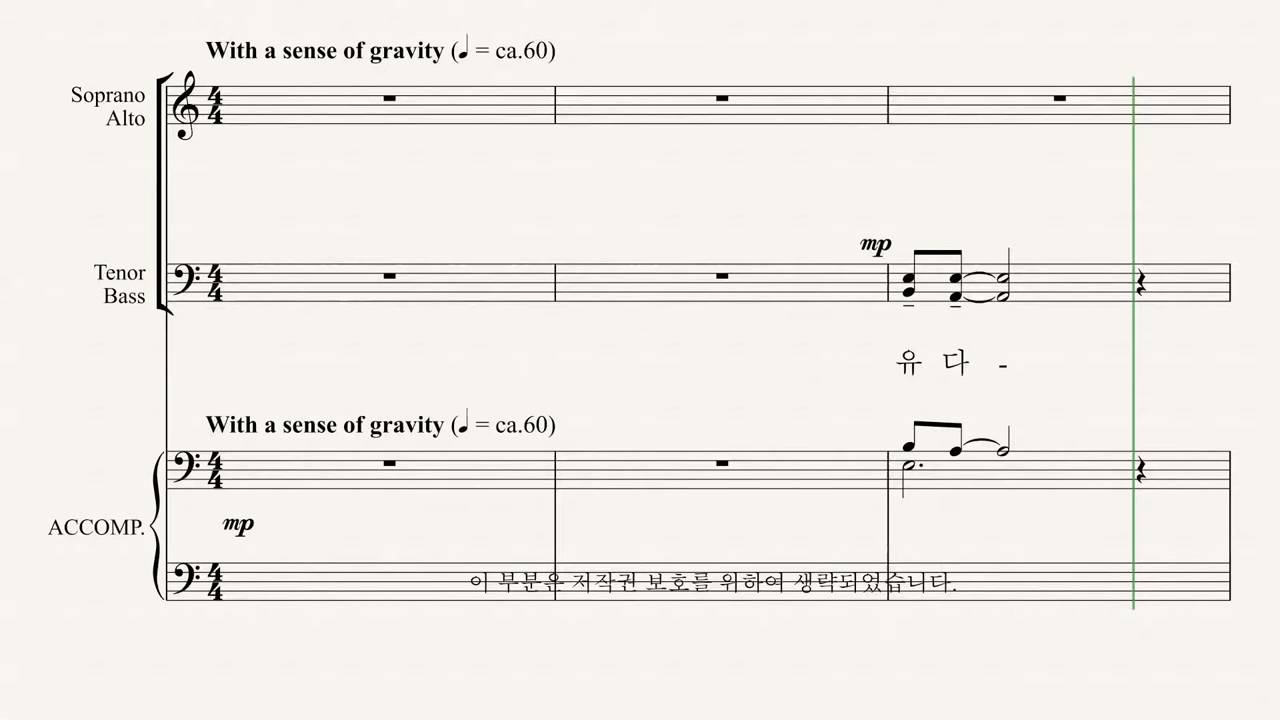 With a sense of gravity (♩ = ca.60)
Soprano
Alto
mp
Tenor
Bass
유 다 -
With a sense of gravity (♩ = ca.60)
mp
ACCOMP.
이 부분은 저작권 보호를 위하여 생략되었습니다.